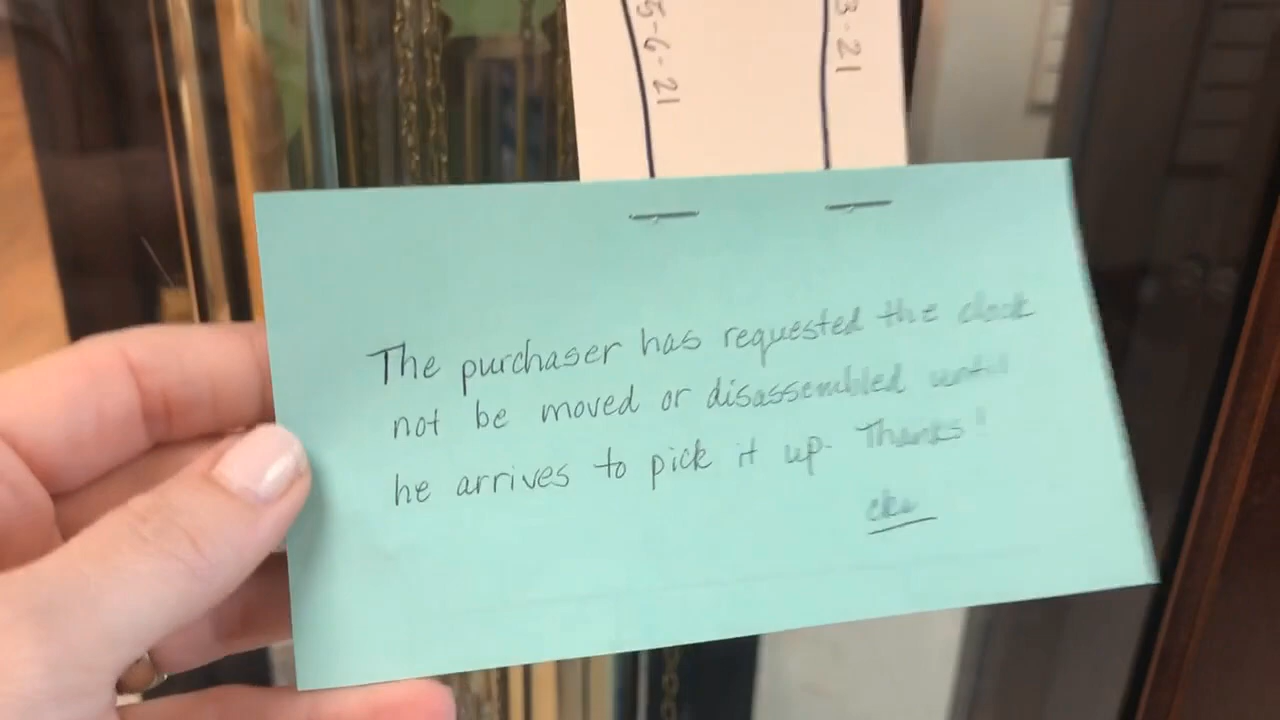 5-6-21
3-21
The purchaser has requested the clock
not be moved or disassembled until
he arrives to pick it up. Thanks!